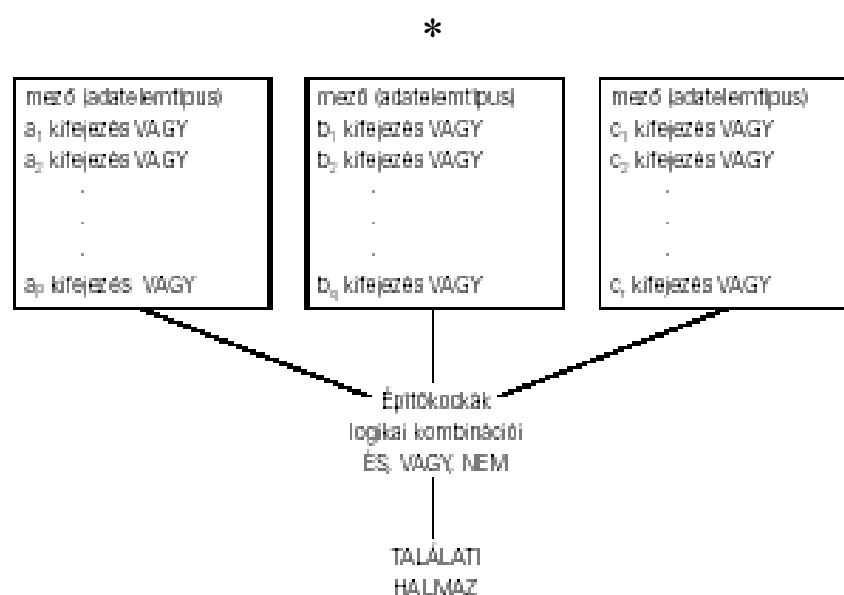 *
mező (adatelemtípus)
a₁ kifejezés VAGY
a₂ kifejezés VAGY
.
.
.
aₚ kifejezés VAGY
mező (adatelemtípus)
b₁ kifejezés VAGY
b₂ kifejezés VAGY
.
.
.
b_q kifejezés VAGY
mező (adatelemtípus)
c₁ kifejezés VAGY
c₂ kifejezés VAGY
.
.
.
cᵣ kifejezés VAGY
Építőkockák
logikai kombinációi
ÉS, VAGY, NEM
TALÁLATI
HALMAZ